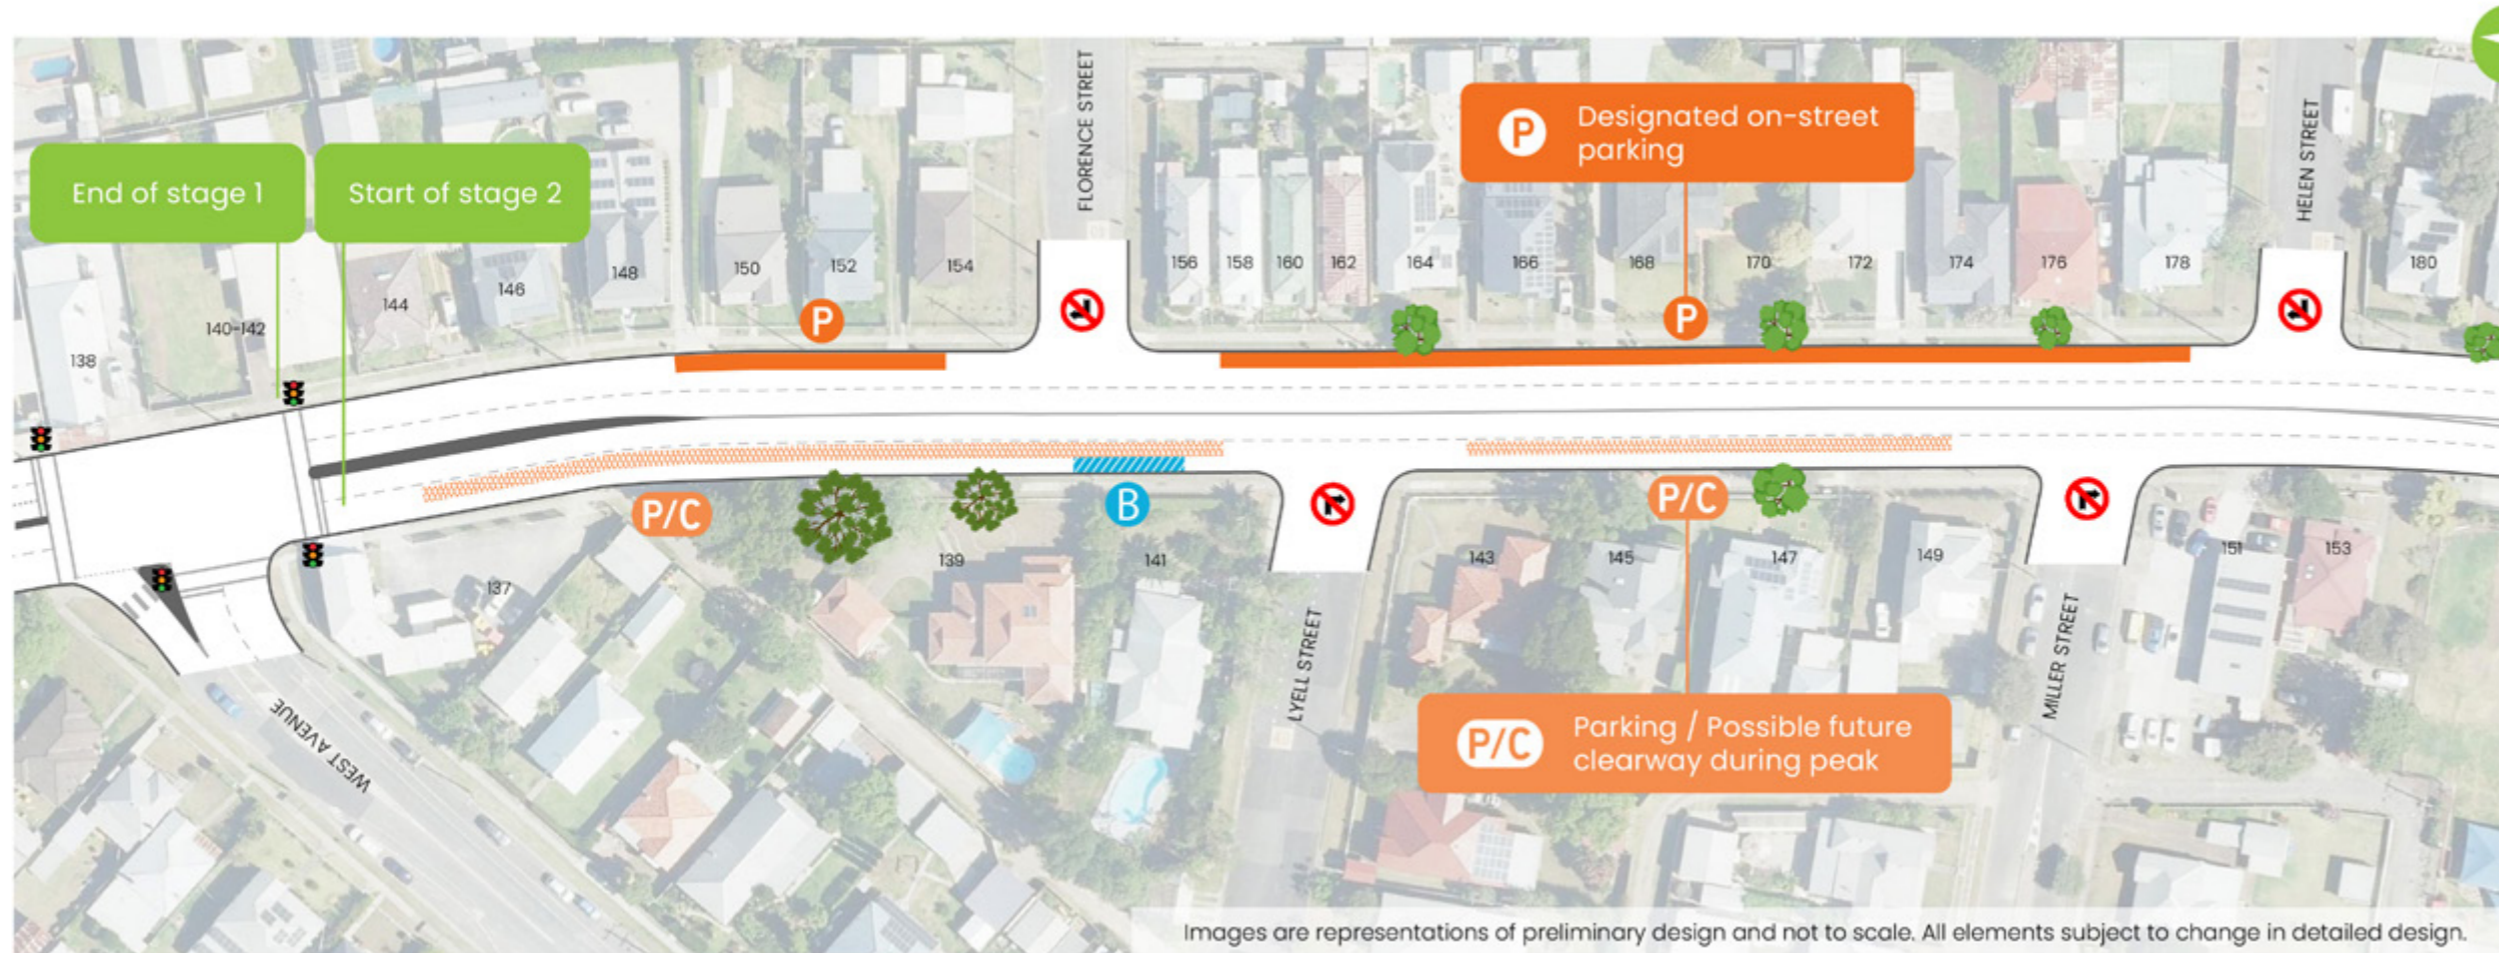 End of stage 1
Start of stage 2
FLORENCE STREET
P Designated on-street
parking
HELEN STREET
138
140-142
144
146
148
150
152
154
156
158
160
162
164
166
168
170
172
174
176
178
180
P
P
P/C
B
P/C
137
139
141
143
145
147
149
151
153
WEST AVENUE
LYELL STREET
MILLER STREET
P/C Parking / Possible future
clearway during peak
Images are representations of preliminary design and not to scale. All elements subject to change in detailed design.